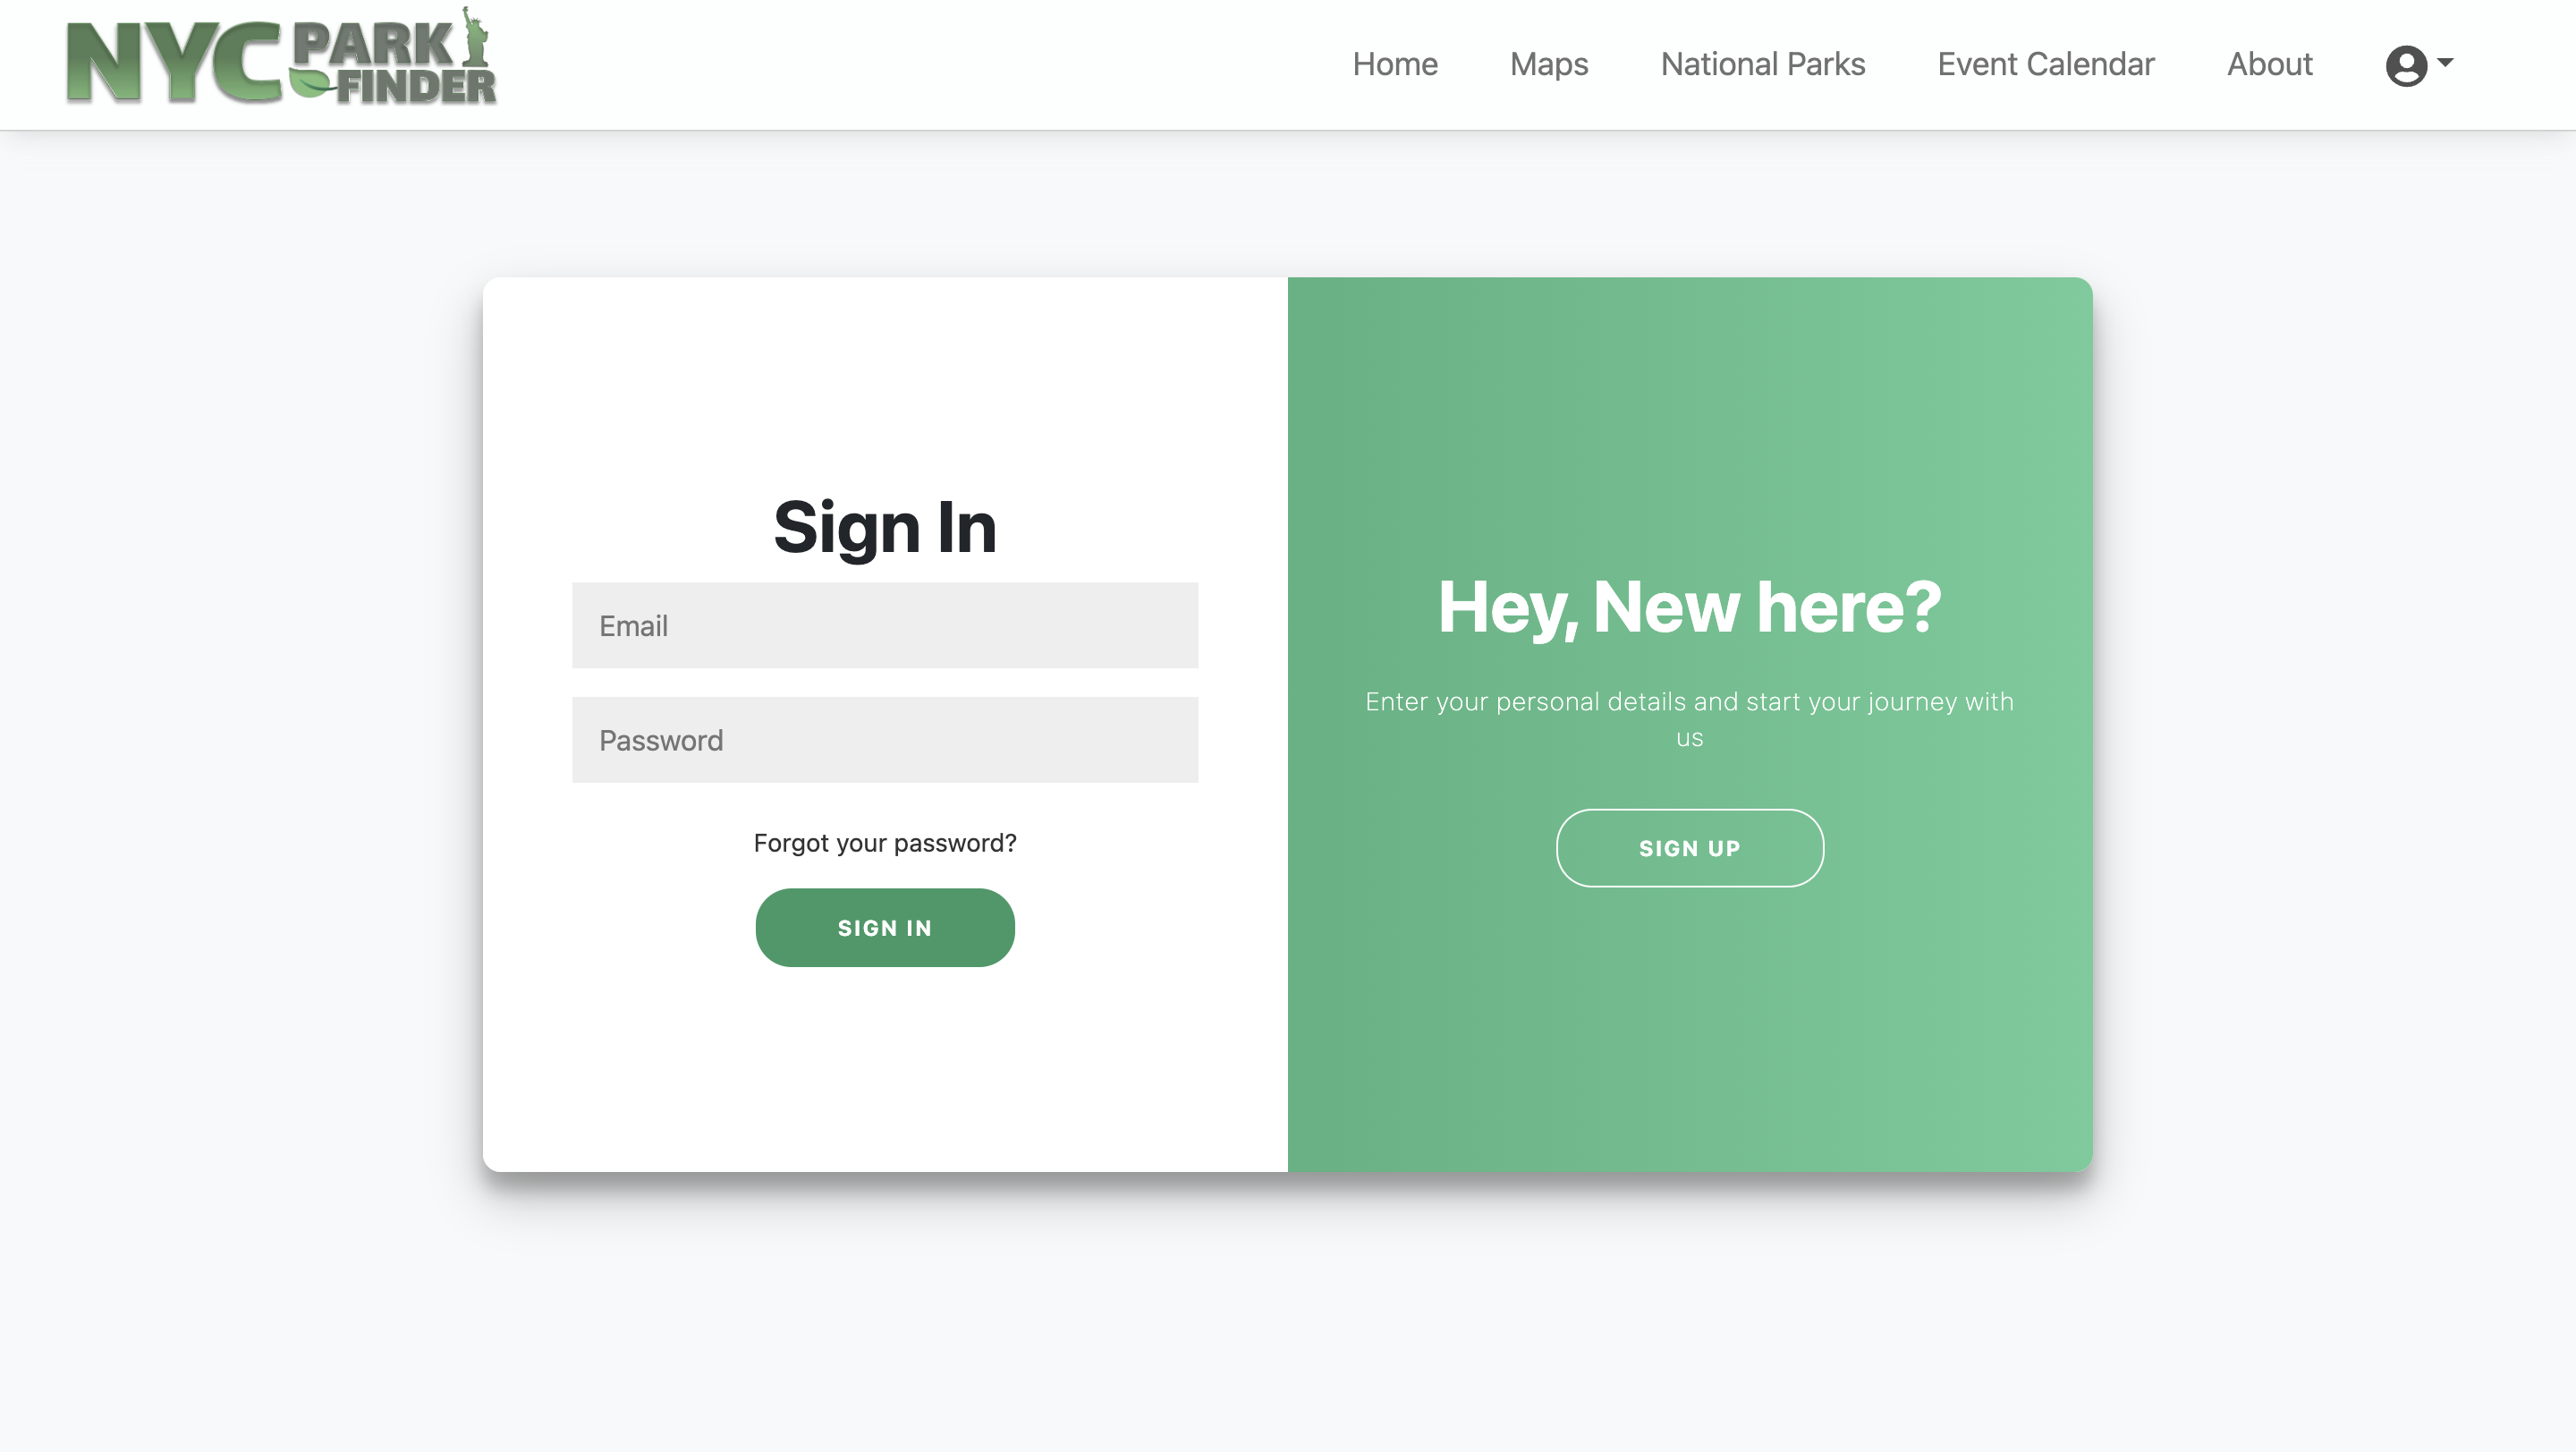 NYC PARK FINDER
Home Maps National Parks Event Calendar About
Sign In
Email
Password
Forgot your password?
SIGN IN
Hey, New here?
Enter your personal details and start your journey with
us
SIGN UP